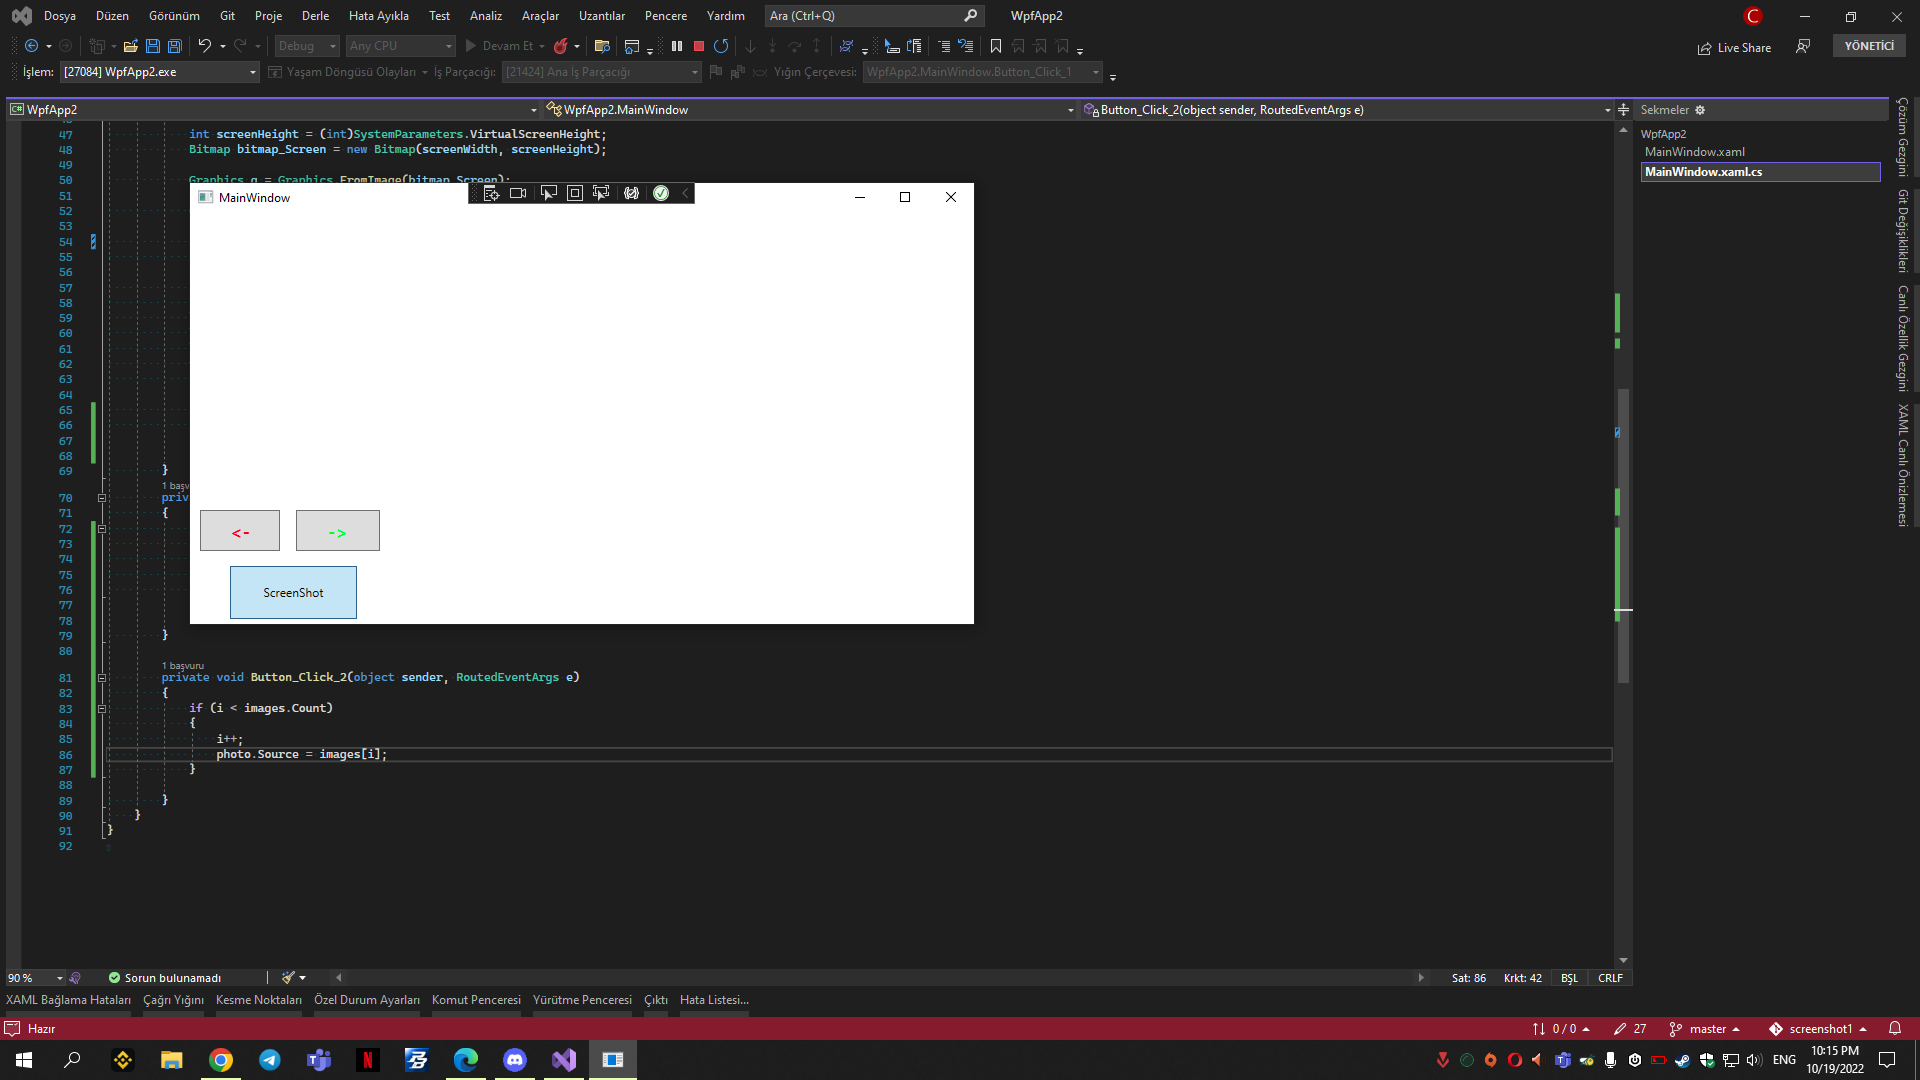 Dosya Düzen Görünüm Git Proje Derle Hata Ayıkla Test Analiz Araçlar Uzantılar Pencere Yardım Ara (Ctrl+Q) WpfApp2 C
Debug Any CPU Devam Et Live Share YÖNETİCİ
İşlem: [27084] WpfApp2.exe Yaşam Döngüsü Olayları İş Parçacığı: [21424] Ana İş Parçacığı Yığın Çerçevesi: WpfApp2.MainWindow.Button_Click_1
C# WpfApp2 WpfApp2.MainWindow Button_Click_2(object sender, RoutedEventArgs e)
Sekmeler
WpfApp2
MainWindow.xaml
MainWindow.xaml.cs
Çözüm Gezgini
Git Değişiklikleri
Canlı Özellik Gezgini
XAML Canlı Önizlemesi
47 int screenHeight = (int)SystemParameters.VirtualScreenHeight;
48 Bitmap bitmap_Screen = new Bitmap(screenWidth, screenHeight);
49
50 Graphics g = Graphics.FromImage(bitmap_Screen);
51
52
53
54
55
56
57
58
59
60
61
62
63
64
65
66
67
68
69 }
1 başv
70 priv
71 {
72
73
74
75
76
77
78
79 }
80
1 başvuru
81 private void Button_Click_2(object sender, RoutedEventArgs e)
82 {
83 if (i < images.Count)
84 {
85 i++;
86 photo.Source = images[i];
87 }
88
89 }
90 }
91 }
92
MainWindow
<-
->
ScreenShot
90 % Sorun bulunamadı Sat: 86 Krkt: 42 BŞL CRLF
XAML Bağlama Hataları Çağrı Yığını Kesme Noktaları Özel Durum Ayarları Komut Penceresi Yürütme Penceresi Çıktı Hata Listesi...
Hazır 0 / 0 27 master screenshot1
ENG 10:15 PM
10/19/2022